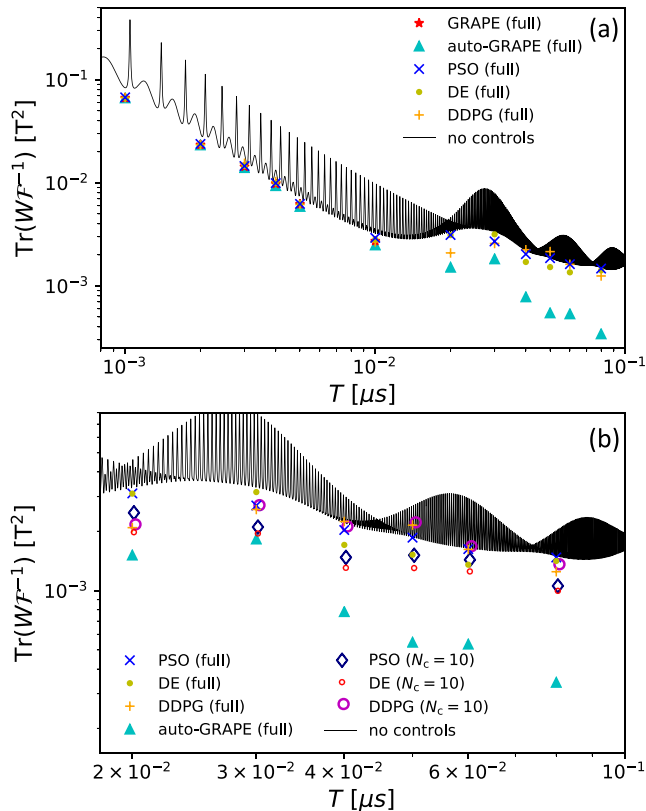 (a)
GRAPE (full)
auto-GRAPE (full)
PSO (full)
DE (full)
DDPG (full)
no controls
Tr(WF⁻¹) [T²]
10⁻¹
10⁻²
10⁻³
10⁻³ 10⁻² 10⁻¹
T [μs]
(b)
Tr(WF⁻¹) [T²]
10⁻³
PSO (full) PSO (N_c = 10)
DE (full) DE (N_c = 10)
DDPG (full) DDPG (N_c = 10)
auto-GRAPE (full) no controls
2 × 10⁻² 3 × 10⁻² 4 × 10⁻² 6 × 10⁻² 10⁻¹
T [μs]